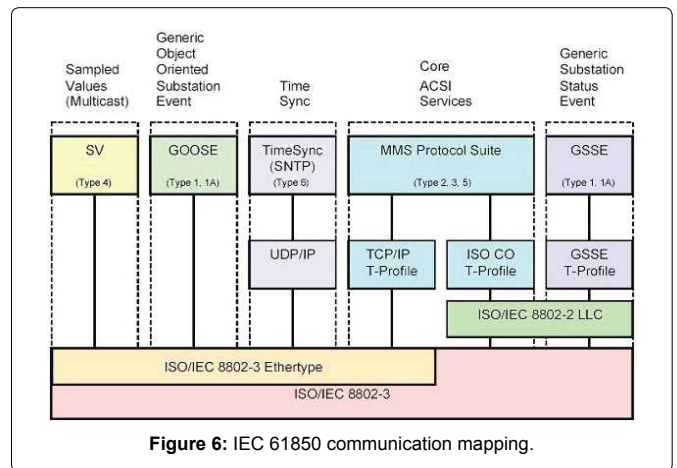 Sampled
Values
(Multicast)
Generic
Object
Oriented
Substation
Event
Time
Sync
Core
ACSI
Services
Generic
Substation
Status
Event
SV
(Type 4)
GOOSE
(Type 1, 1A)
TimeSync
(SNTP)
(Type 6)
MMS Protocol Suite
(Type 2, 3, 5)
GSSE
(Type 1, 1A)
UDP/IP
TCP/IP
T-Profile
ISO CO
T-Profile
GSSE
T-Profile
ISO/IEC 8802-2 LLC
ISO/IEC 8802-3 Ethertype
ISO/IEC 8802-3
Figure 6: IEC 61850 communication mapping.